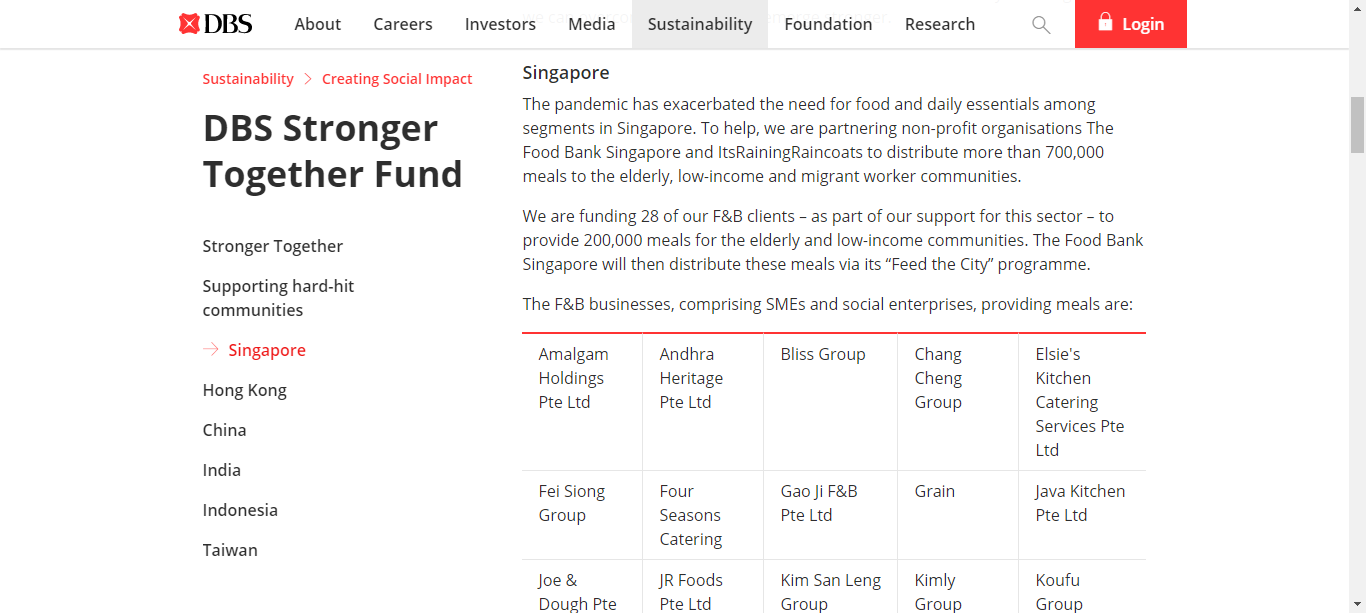 DBS
About
Careers
Investors
Media
Sustainability
Foundation
Research
Login
Sustainability
Creating Social Impact
DBS Stronger
Together Fund
Stronger Together
Supporting hard-hit
communities
Singapore
Hong Kong
China
India
Indonesia
Taiwan
Singapore
The pandemic has exacerbated the need for food and daily essentials among
segments in Singapore. To help, we are partnering non-profit organisations The
Food Bank Singapore and ItsRainingRaincoats to distribute more than 700,000
meals to the elderly, low-income and migrant worker communities.
We are funding 28 of our F&B clients – as part of our support for this sector – to
provide 200,000 meals for the elderly and low-income communities. The Food Bank
Singapore will then distribute these meals via its “Feed the City” programme.
The F&B businesses, comprising SMEs and social enterprises, providing meals are:
Amalgam
Holdings
Pte Ltd
Andhra
Heritage
Pte Ltd
Bliss Group
Chang
Cheng
Group
Elsie's
Kitchen
Catering
Services Pte
Ltd
Fei Siong
Group
Four
Seasons
Catering
Gao Ji F&B
Pte Ltd
Grain
Java Kitchen
Pte Ltd
Joe &
Dough Pte
JR Foods
Pte Ltd
Kim San Leng
Group
Kimly
Group
Koufu
Group